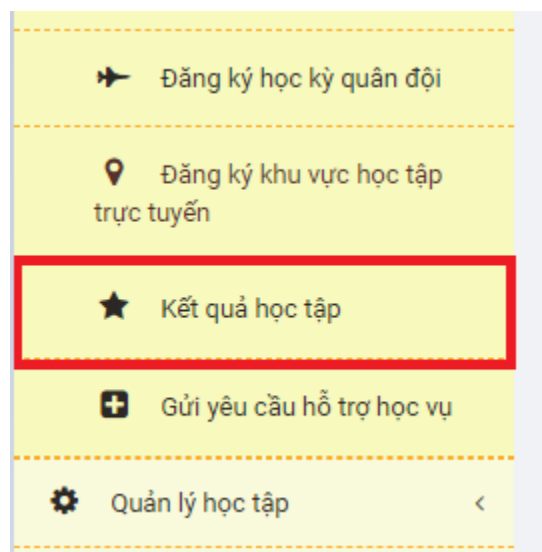 Đăng ký học kỳ quân đội
Đăng ký khu vực học tập
trực tuyến
Kết quả học tập
Gửi yêu cầu hỗ trợ học vụ
Quản lý học tập